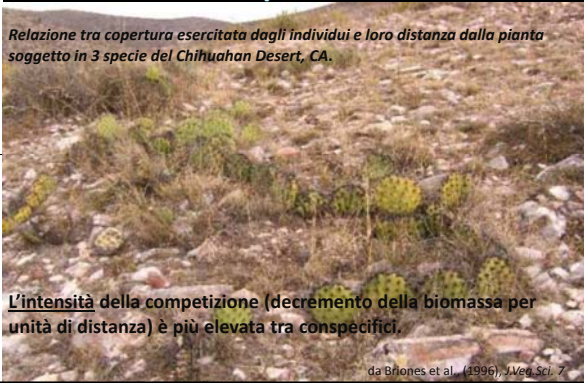 Relazione tra copertura esercitata dagli individui e loro distanza dalla pianta
soggetto in 3 specie del Chihuahan Desert, CA.
L'intensità della competizione (decremento della biomassa per
unità di distanza) è più elevata tra conspecifici.
da Briones et al., (1996), J.Veg.Sci. 7